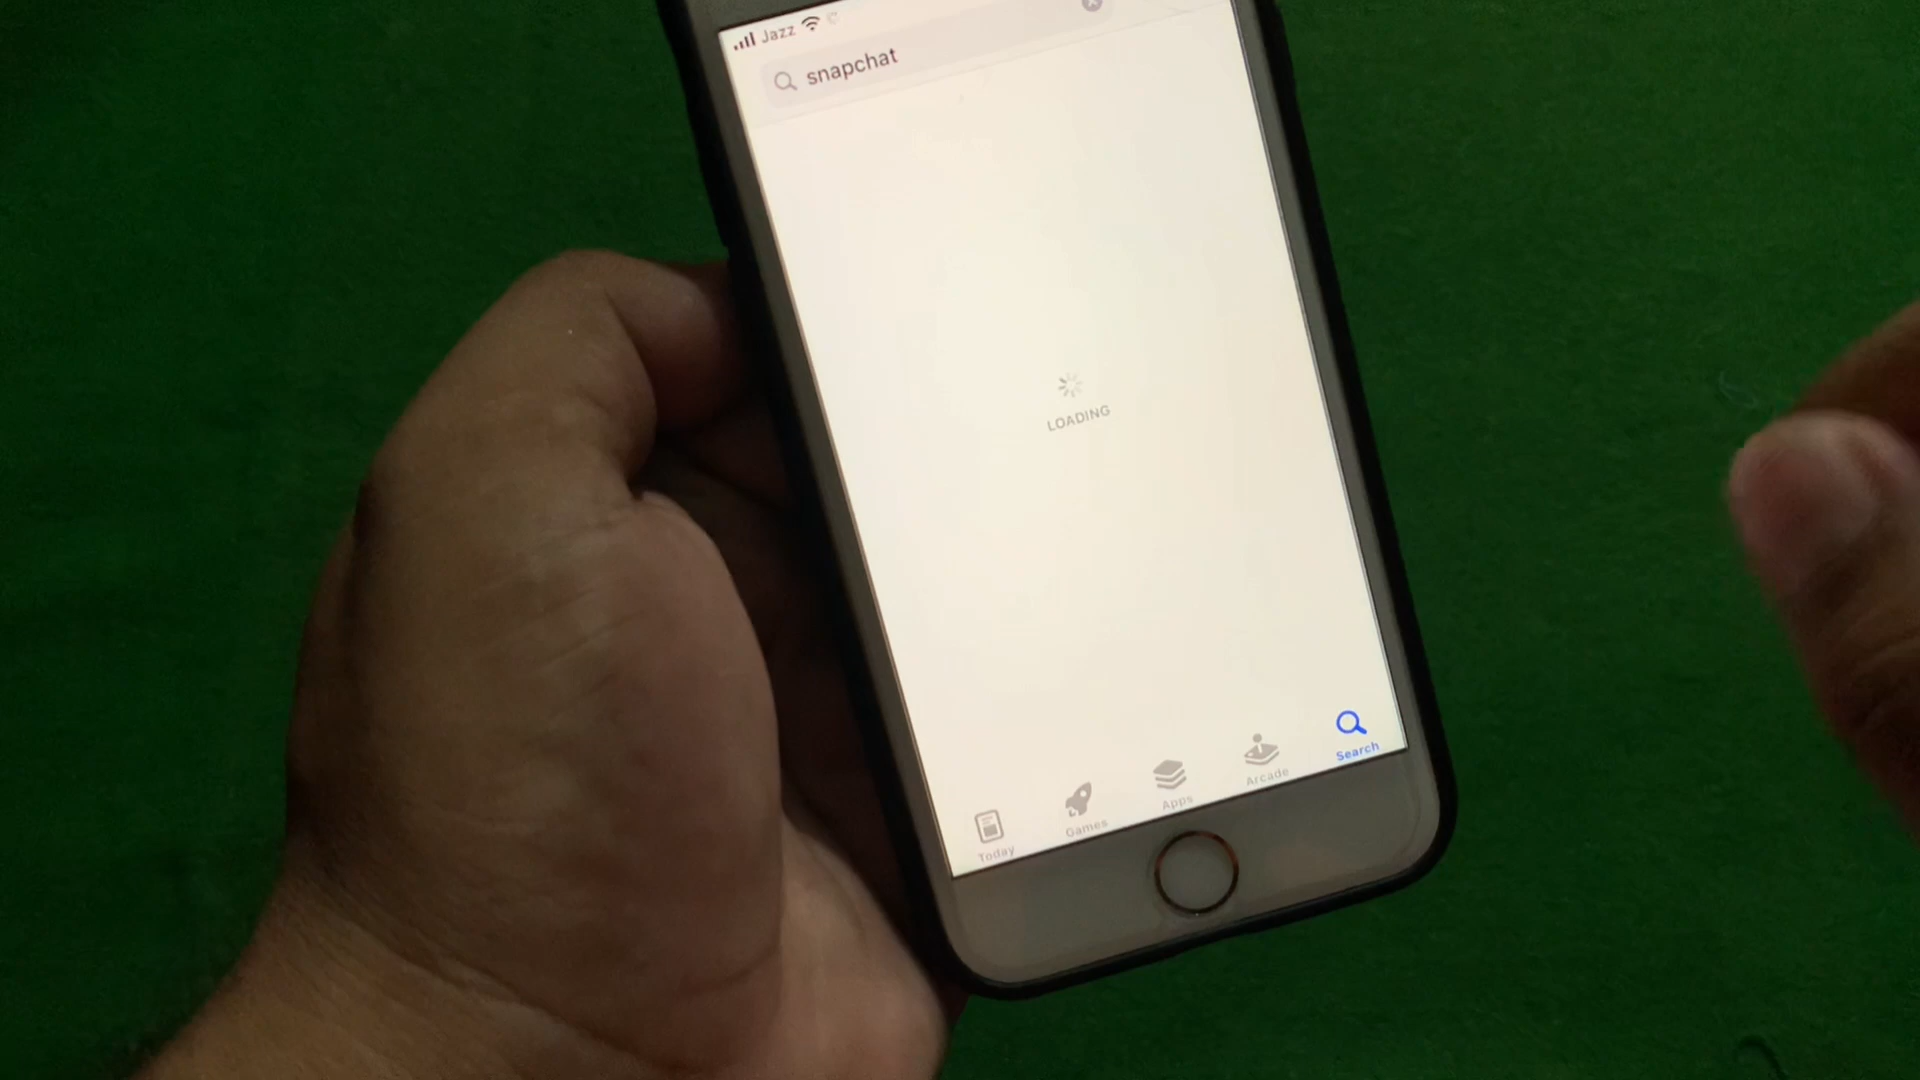 Jazz
snapchat
LOADING
Today
Games
Apps
Arcade
Search